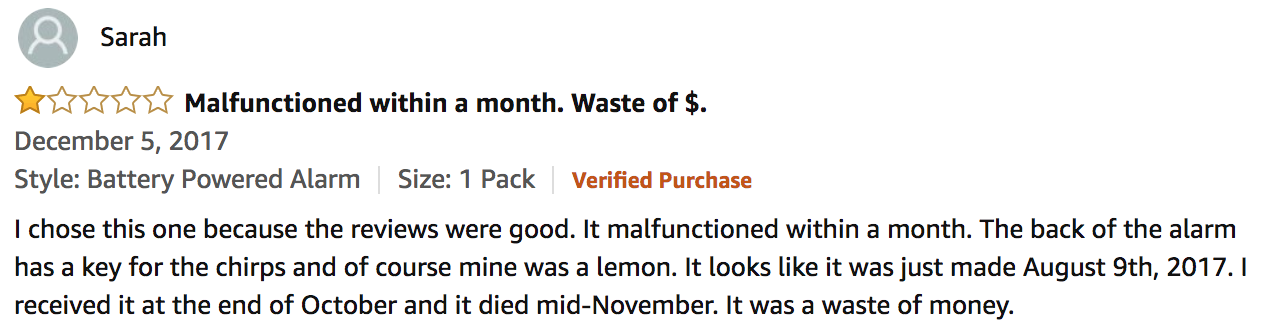 Sarah
Malfunctioned within a month. Waste of $.
December 5, 2017
Style: Battery Powered Alarm Size: 1 Pack Verified Purchase
I chose this one because the reviews were good. It malfunctioned within a month. The back of the alarm
has a key for the chirps and of course mine was a lemon. It looks like it was just made August 9th, 2017. I
received it at the end of October and it died mid-November. It was a waste of money.